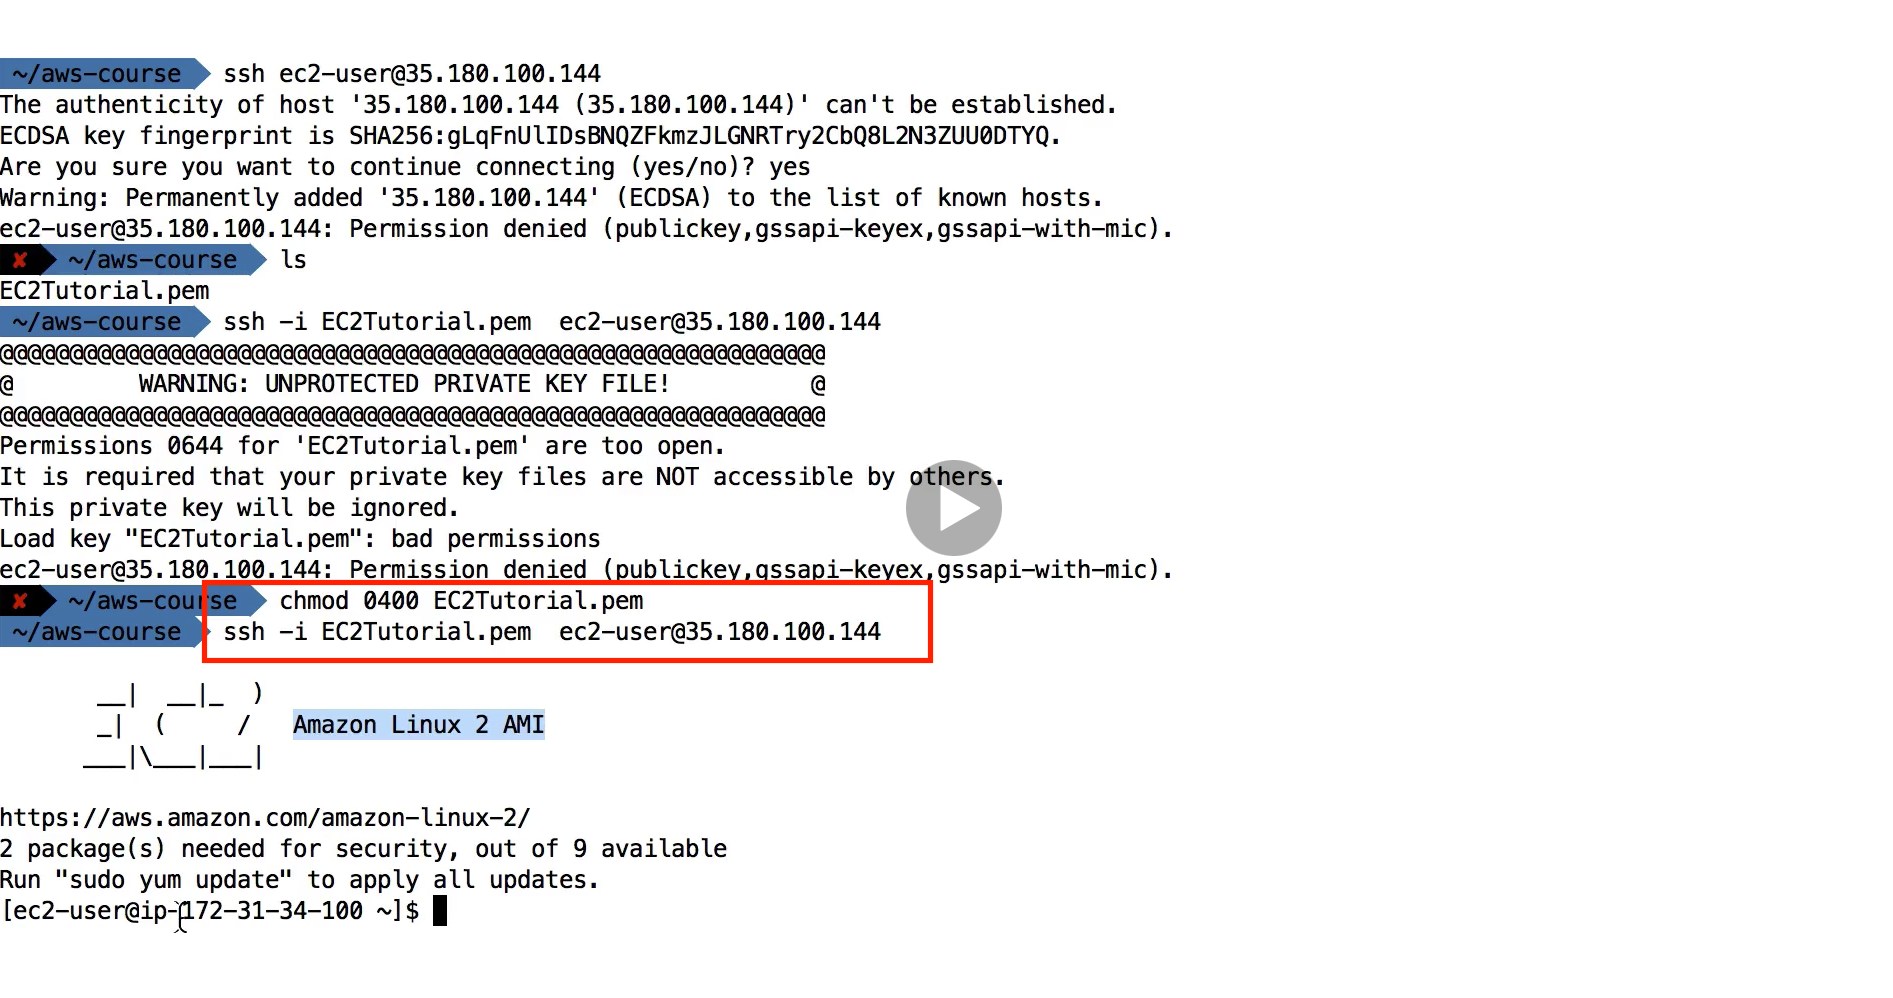 ~/aws-course ssh ec2-user@35.180.100.144
The authenticity of host '35.180.100.144 (35.180.100.144)' can't be established.
ECDSA key fingerprint is SHA256:gLqFnUlIDsBNQZFkmzJLGNRTry2CbQ8L2N3ZUU0DTYQ.
Are you sure you want to continue connecting (yes/no)? yes
Warning: Permanently added '35.180.100.144' (ECDSA) to the list of known hosts.
ec2-user@35.180.100.144: Permission denied (publickey,gssapi-keyex,gssapi-with-mic).
✘ ~/aws-course ls
EC2Tutorial.pem
~/aws-course ssh -i EC2Tutorial.pem  ec2-user@35.180.100.144
@@@@@@@@@@@@@@@@@@@@@@@@@@@@@@@@@@@@@@@@@@@@@@@@@@@@@@@@@@@
@         WARNING: UNPROTECTED PRIVATE KEY FILE!          @
@@@@@@@@@@@@@@@@@@@@@@@@@@@@@@@@@@@@@@@@@@@@@@@@@@@@@@@@@@@
Permissions 0644 for 'EC2Tutorial.pem' are too open.
It is required that your private key files are NOT accessible by others.
This private key will be ignored.
Load key "EC2Tutorial.pem": bad permissions
ec2-user@35.180.100.144: Permission denied (publickey,gssapi-keyex,gssapi-with-mic).
✘ ~/aws-course chmod 0400 EC2Tutorial.pem
~/aws-course ssh -i EC2Tutorial.pem  ec2-user@35.180.100.144
       __|  __|_  )
       _|  (     /   Amazon Linux 2 AMI
      ___|\___|___|
https://aws.amazon.com/amazon-linux-2/
2 package(s) needed for security, out of 9 available
Run "sudo yum update" to apply all updates.
[ec2-user@ip-172-31-34-100 ~]$